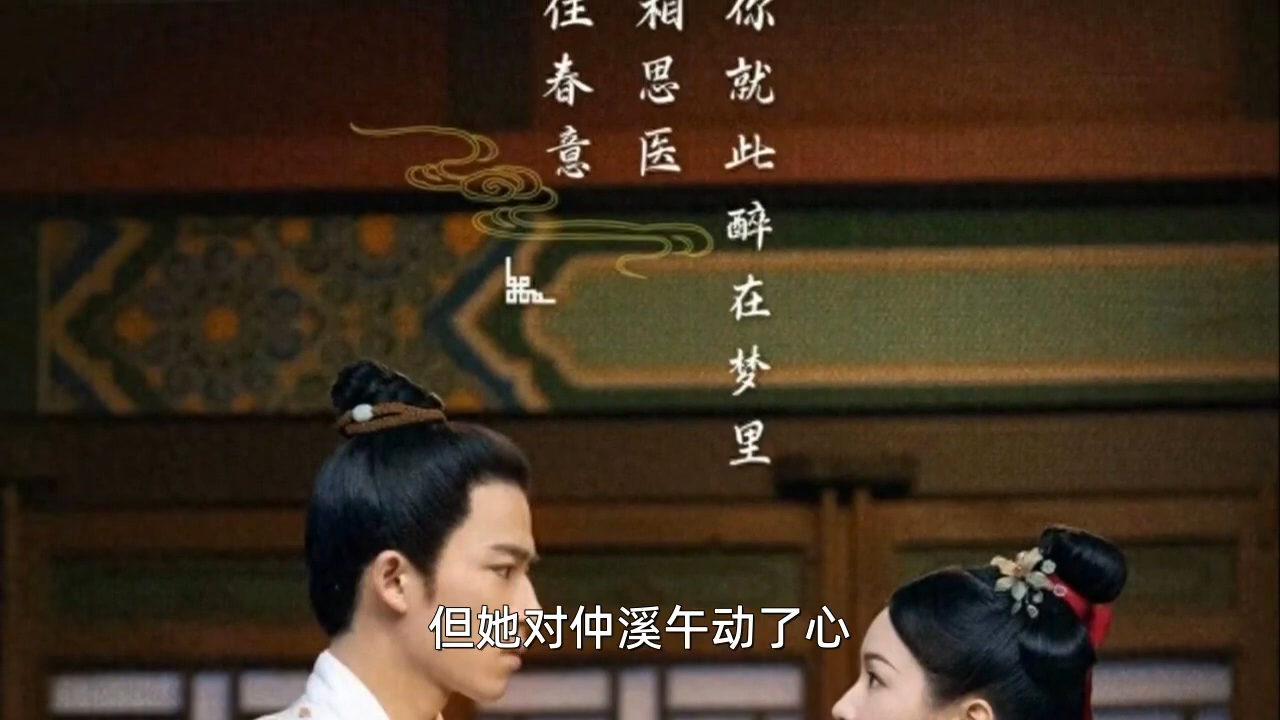 你就此醉在梦里
相思医
住春意
但她对仲溪午动了心